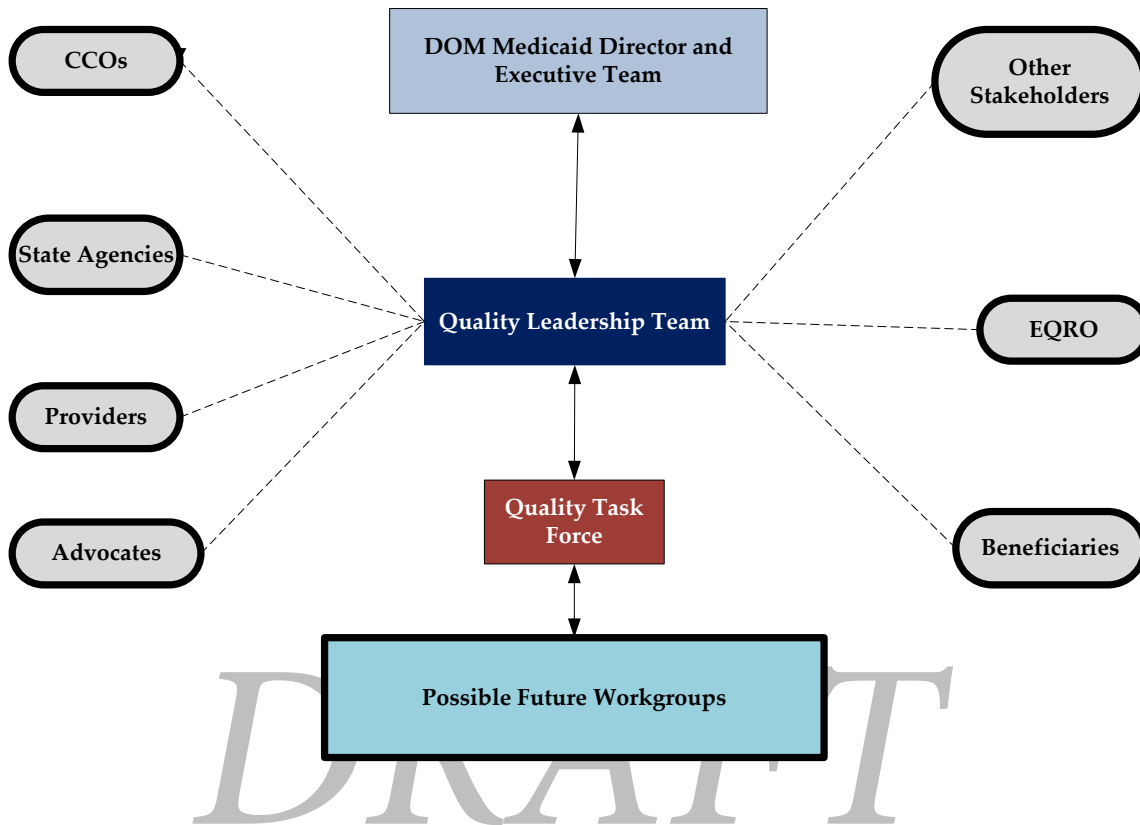 CCOs
DOM Medicaid Director and
Executive Team
Other
Stakeholders
State Agencies
Quality Leadership Team
EQRO
Providers
Quality Task
Force
Advocates
Beneficiaries
Possible Future Workgroups
DRAFT